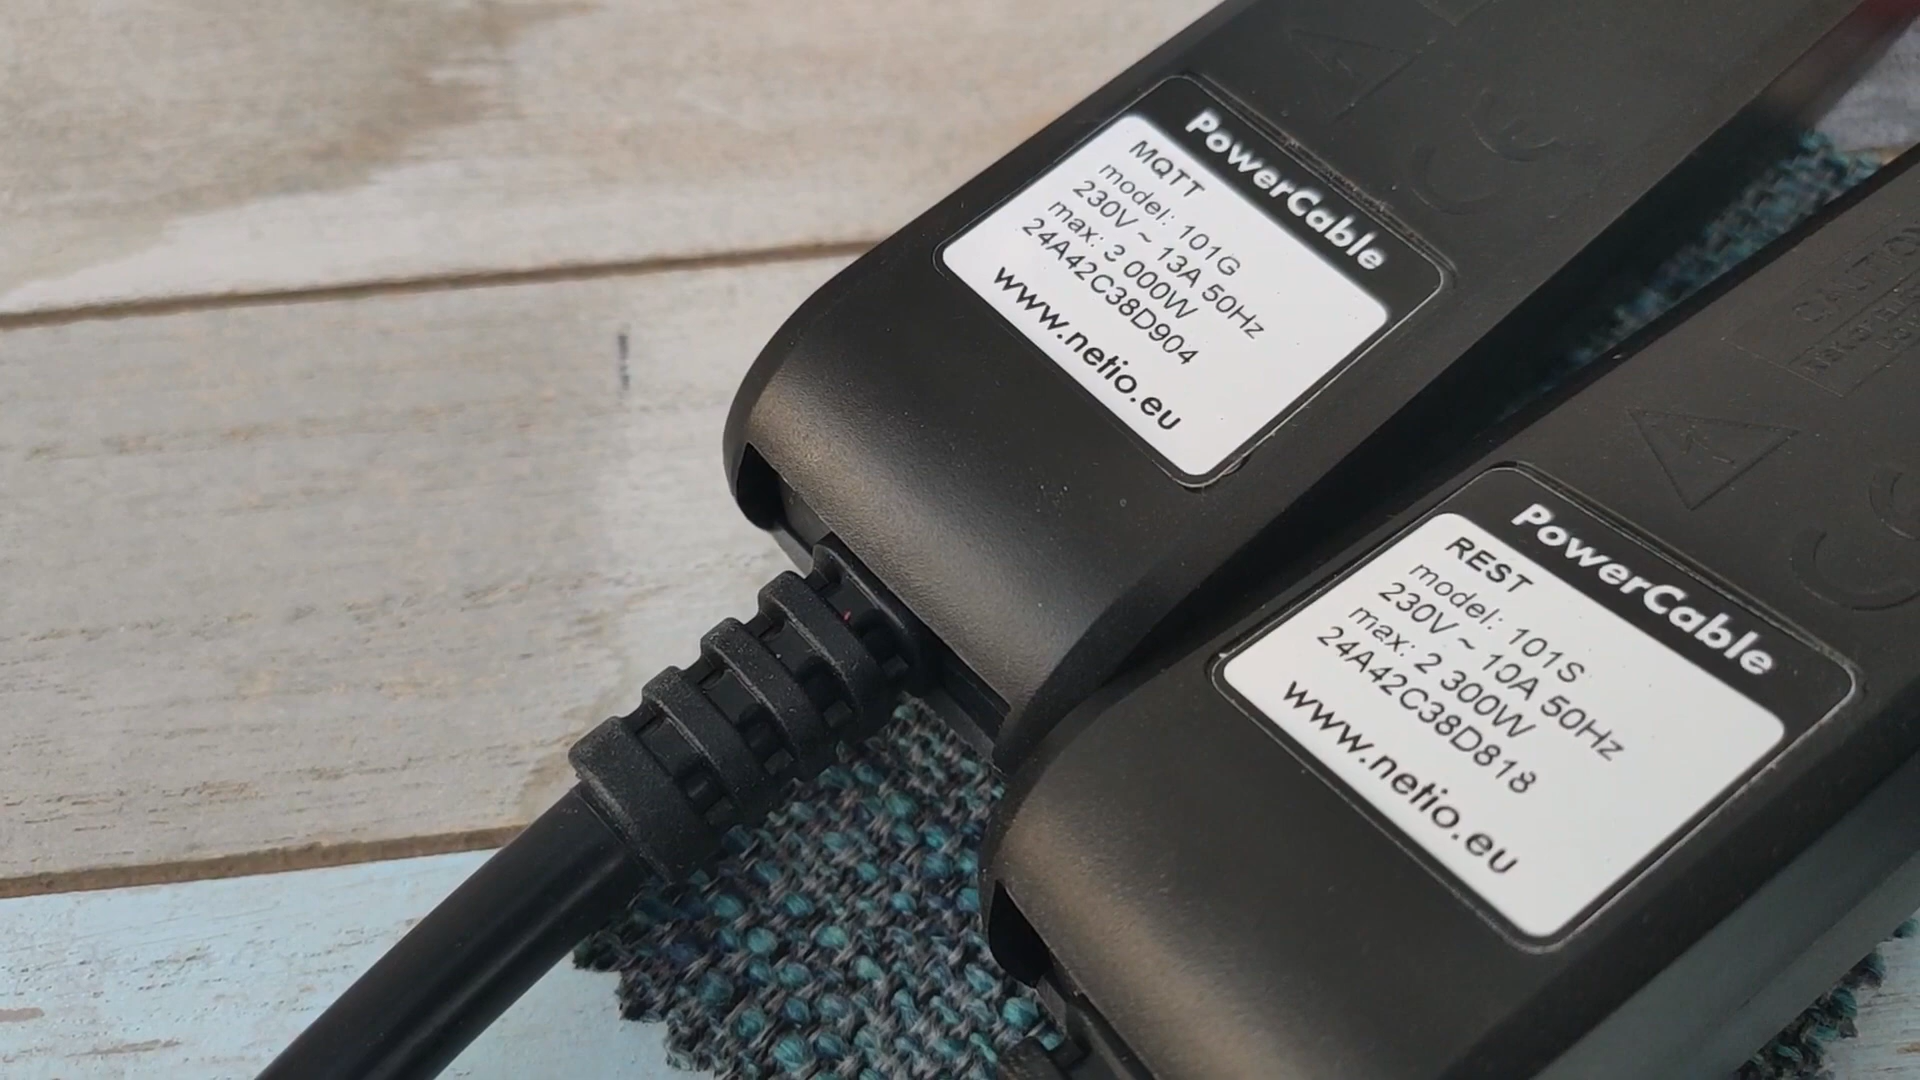 PowerCable
MQTT
model: 101G
230V ~ 13A 50Hz
max: 3 000W
24A42C38D904
www.netio.eu
PowerCable
REST
model: 101S
230V ~ 10A 50Hz
max: 2 300W
24A42C38D818
www.netio.eu